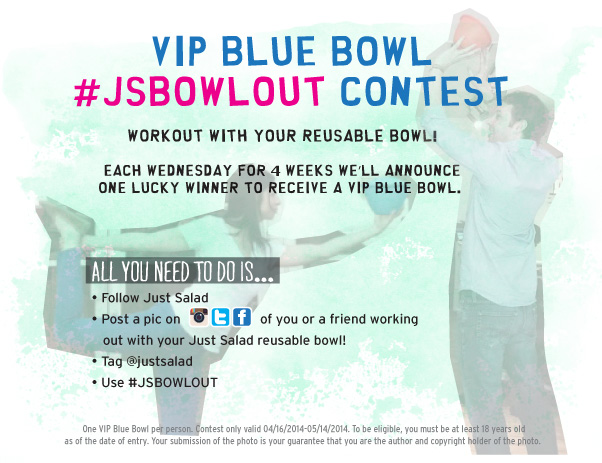 VIP BLUE BOWL
#JSBOWLOUT CONTEST
WORKOUT WITH YOUR REUSABLE BOWL!
EACH WEDNESDAY FOR 4 WEEKS WE'LL ANNOUNCE
ONE LUCKY WINNER TO RECEIVE A VIP BLUE BOWL.
ALL YOU NEED TO DO IS...
• Follow Just Salad
• Post a pic on of you or a friend working
out with your Just Salad reusable bowl!
• Tag @justsalad
• Use #JSBOWLOUT
One VIP Blue Bowl per person. Contest only valid 04/16/2014-05/14/2014. To be eligible, you must be at least 18 years old
as of the date of entry. Your submission of the photo is your guarantee that you are the author and copyright holder of the photo.